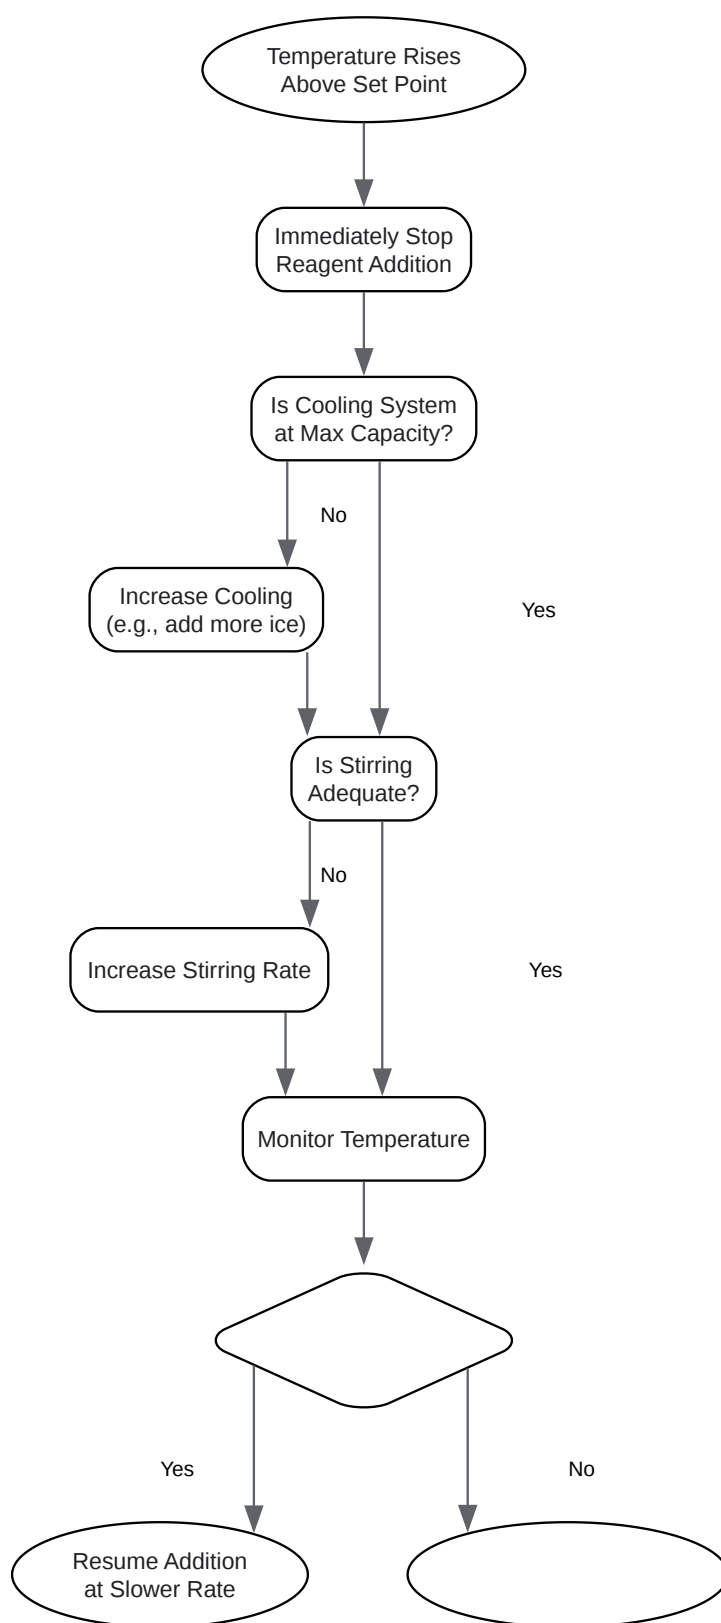 Temperature Rises
Above Set Point
Immediately Stop
Reagent Addition
Is Cooling System
at Max Capacity?
No
Increase Cooling
(e.g., add more ice)
Yes
Is Stirring
Adequate?
No
Increase Stirring Rate
Yes
Monitor Temperature
Yes
No
Resume Addition
at Slower Rate